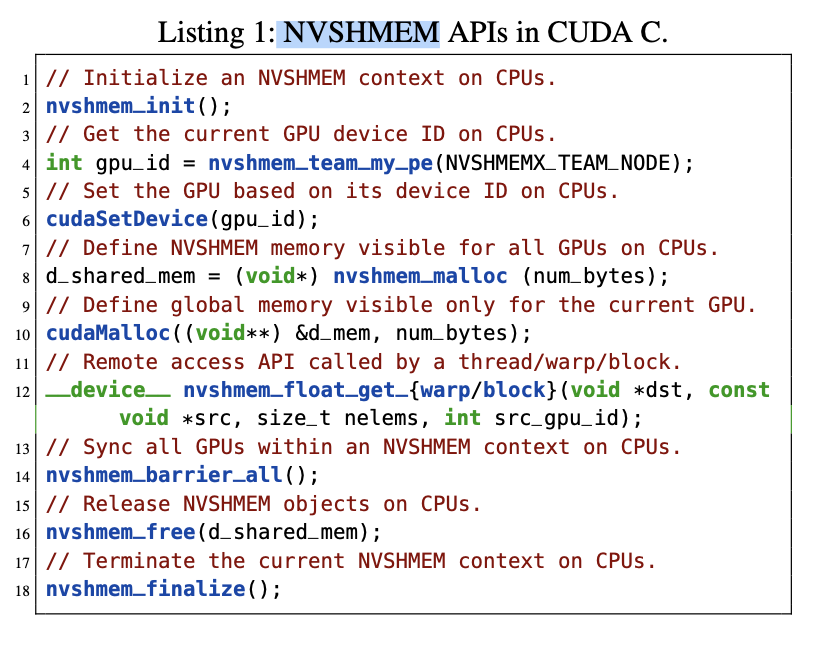 Listing 1: NVSHMEM APIs in CUDA C.
1 // Initialize an NVSHMEM context on CPUs.
2 nvshmem_init();
3 // Get the current GPU device ID on CPUs.
4 int gpu_id = nvshmem_team_my_pe(NVSHMEMX_TEAM_NODE);
5 // Set the GPU based on its device ID on CPUs.
6 cudaSetDevice(gpu_id);
7 // Define NVSHMEM memory visible for all GPUs on CPUs.
8 d_shared_mem = (void*) nvshmem_malloc (num_bytes);
9 // Define global memory visible only for the current GPU.
10 cudaMalloc((void**) &d_mem, num_bytes);
11 // Remote access API called by a thread/warp/block.
12 __device__ nvshmem_float_get_{warp/block}(void *dst, const
void *src, size_t nelems, int src_gpu_id);
13 // Sync all GPUs within an NVSHMEM context on CPUs.
14 nvshmem_barrier_all();
15 // Release NVSHMEM objects on CPUs.
16 nvshmem_free(d_shared_mem);
17 // Terminate the current NVSHMEM context on CPUs.
18 nvshmem_finalize();